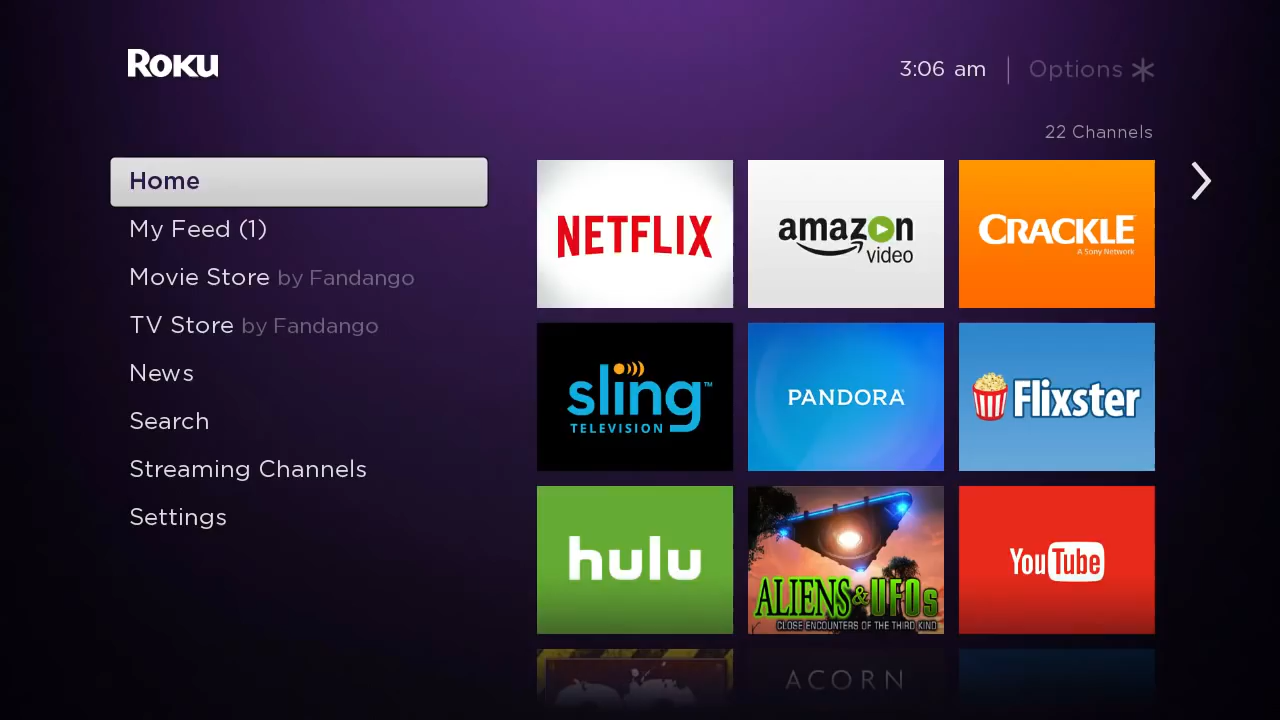 ROKU
3:06 am | Options
22 Channels
Home
My Feed (1)
Movie Store by Fandango
TV Store by Fandango
News
Search
Streaming Channels
Settings
NETFLIX
amazon
video
CRACKLE
A Sony Network
sling™
TELEVISION
PANDORA®
Flixster
hulu
ALIENS & UFOs
CLOSE ENCOUNTERS OF THE THIRD KIND
YouTube
ACORN